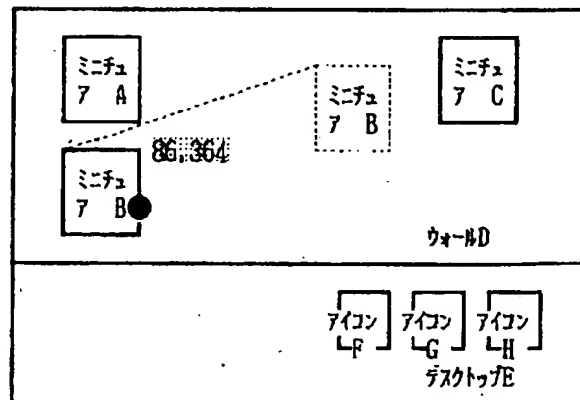 ミニチュ
ア A
ミニチュ
ア B
ミニチュ
ア C
86,364
ミニチュ
ア B
ウォールD
アイコン
F
アイコン
G
アイコン
H
デスクトップE